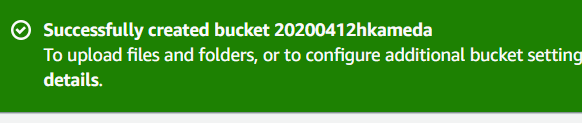 Successfully created bucket 20200412hkameda
To upload files and folders, or to configure additional bucket setting
details.